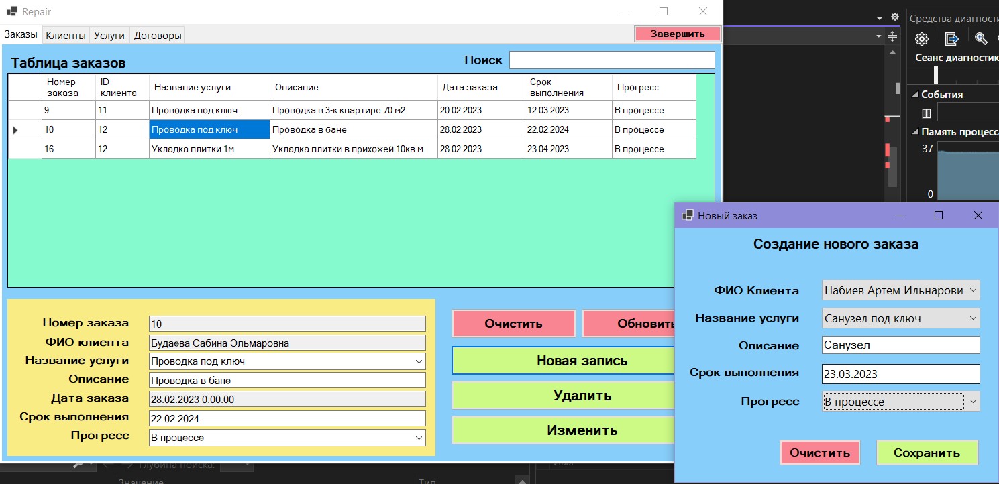 Repair
Заказы Клиенты Услуги Договоры Завершить
Таблица заказов Поиск
Номер заказа ID клиента Название услуги Описание Дата заказа Срок выполнения Прогресс
9 11 Проводка под ключ Проводка в 3-к квартире 70 м2 20.02.2023 12.03.2023 В процессе
10 12 Проводка под ключ Проводка в бане 28.02.2023 22.02.2024 В процессе
16 12 Укладка плитки 1м Укладка плитки в прихожей 10кв м 28.02.2023 23.04.2023 В процессе
Номер заказа 10
ФИО клиента Будаева Сабина Эльмаровна
Название услуги Проводка под ключ
Описание Проводка в бане
Дата заказа 28.02.2023 0:00:00
Срок выполнения 22.02.2024
Прогресс В процессе
Очистить Обновить
Новая запись
Удалить
Изменить
Средства диагности
Сеанс диагностик
События
Память процесса
37
0
Новый заказ
Создание нового заказа
ФИО Клиента Набиев Артем Ильнарови
Название услуги Санузел под ключ
Описание Санузел
Срок выполнения 23.03.2023
Прогресс В процессе
Очистить Сохранить
Глубина поиска:
Имя
Значение Тип